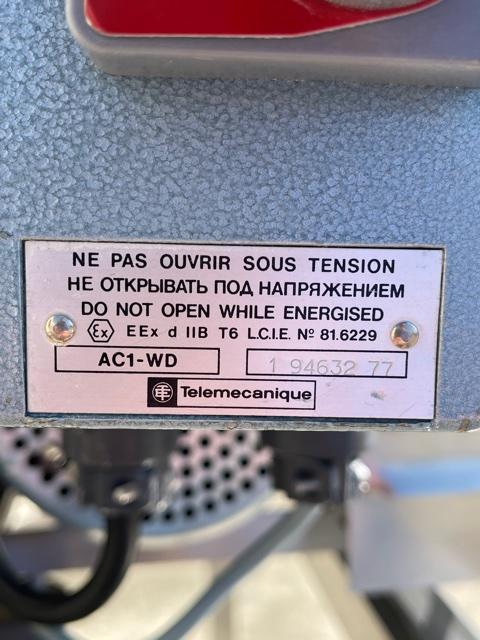 NE PAS OUVRIR SOUS TENSION
НЕ ОТКРЫВАТЬ ПОД НАПРЯЖЕНИЕМ
DO NOT OPEN WHILE ENERGISED
Ex EEx d IIB T6 L.C.I.E. Nº 81.6229
AC1-WD 1 94632 77
Telemecanique